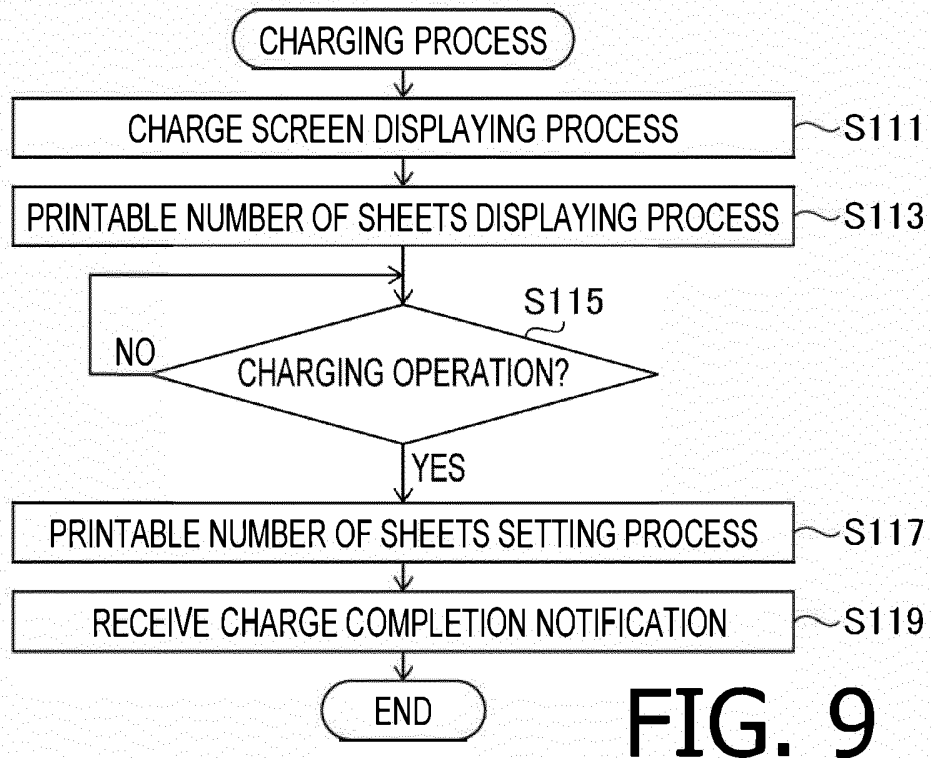 CHARGING PROCESS
CHARGE SCREEN DISPLAYING PROCESS
S111
PRINTABLE NUMBER OF SHEETS DISPLAYING PROCESS
S113
S115
NO
CHARGING OPERATION?
YES
PRINTABLE NUMBER OF SHEETS SETTING PROCESS
S117
RECEIVE CHARGE COMPLETION NOTIFICATION
S119
END
FIG. 9